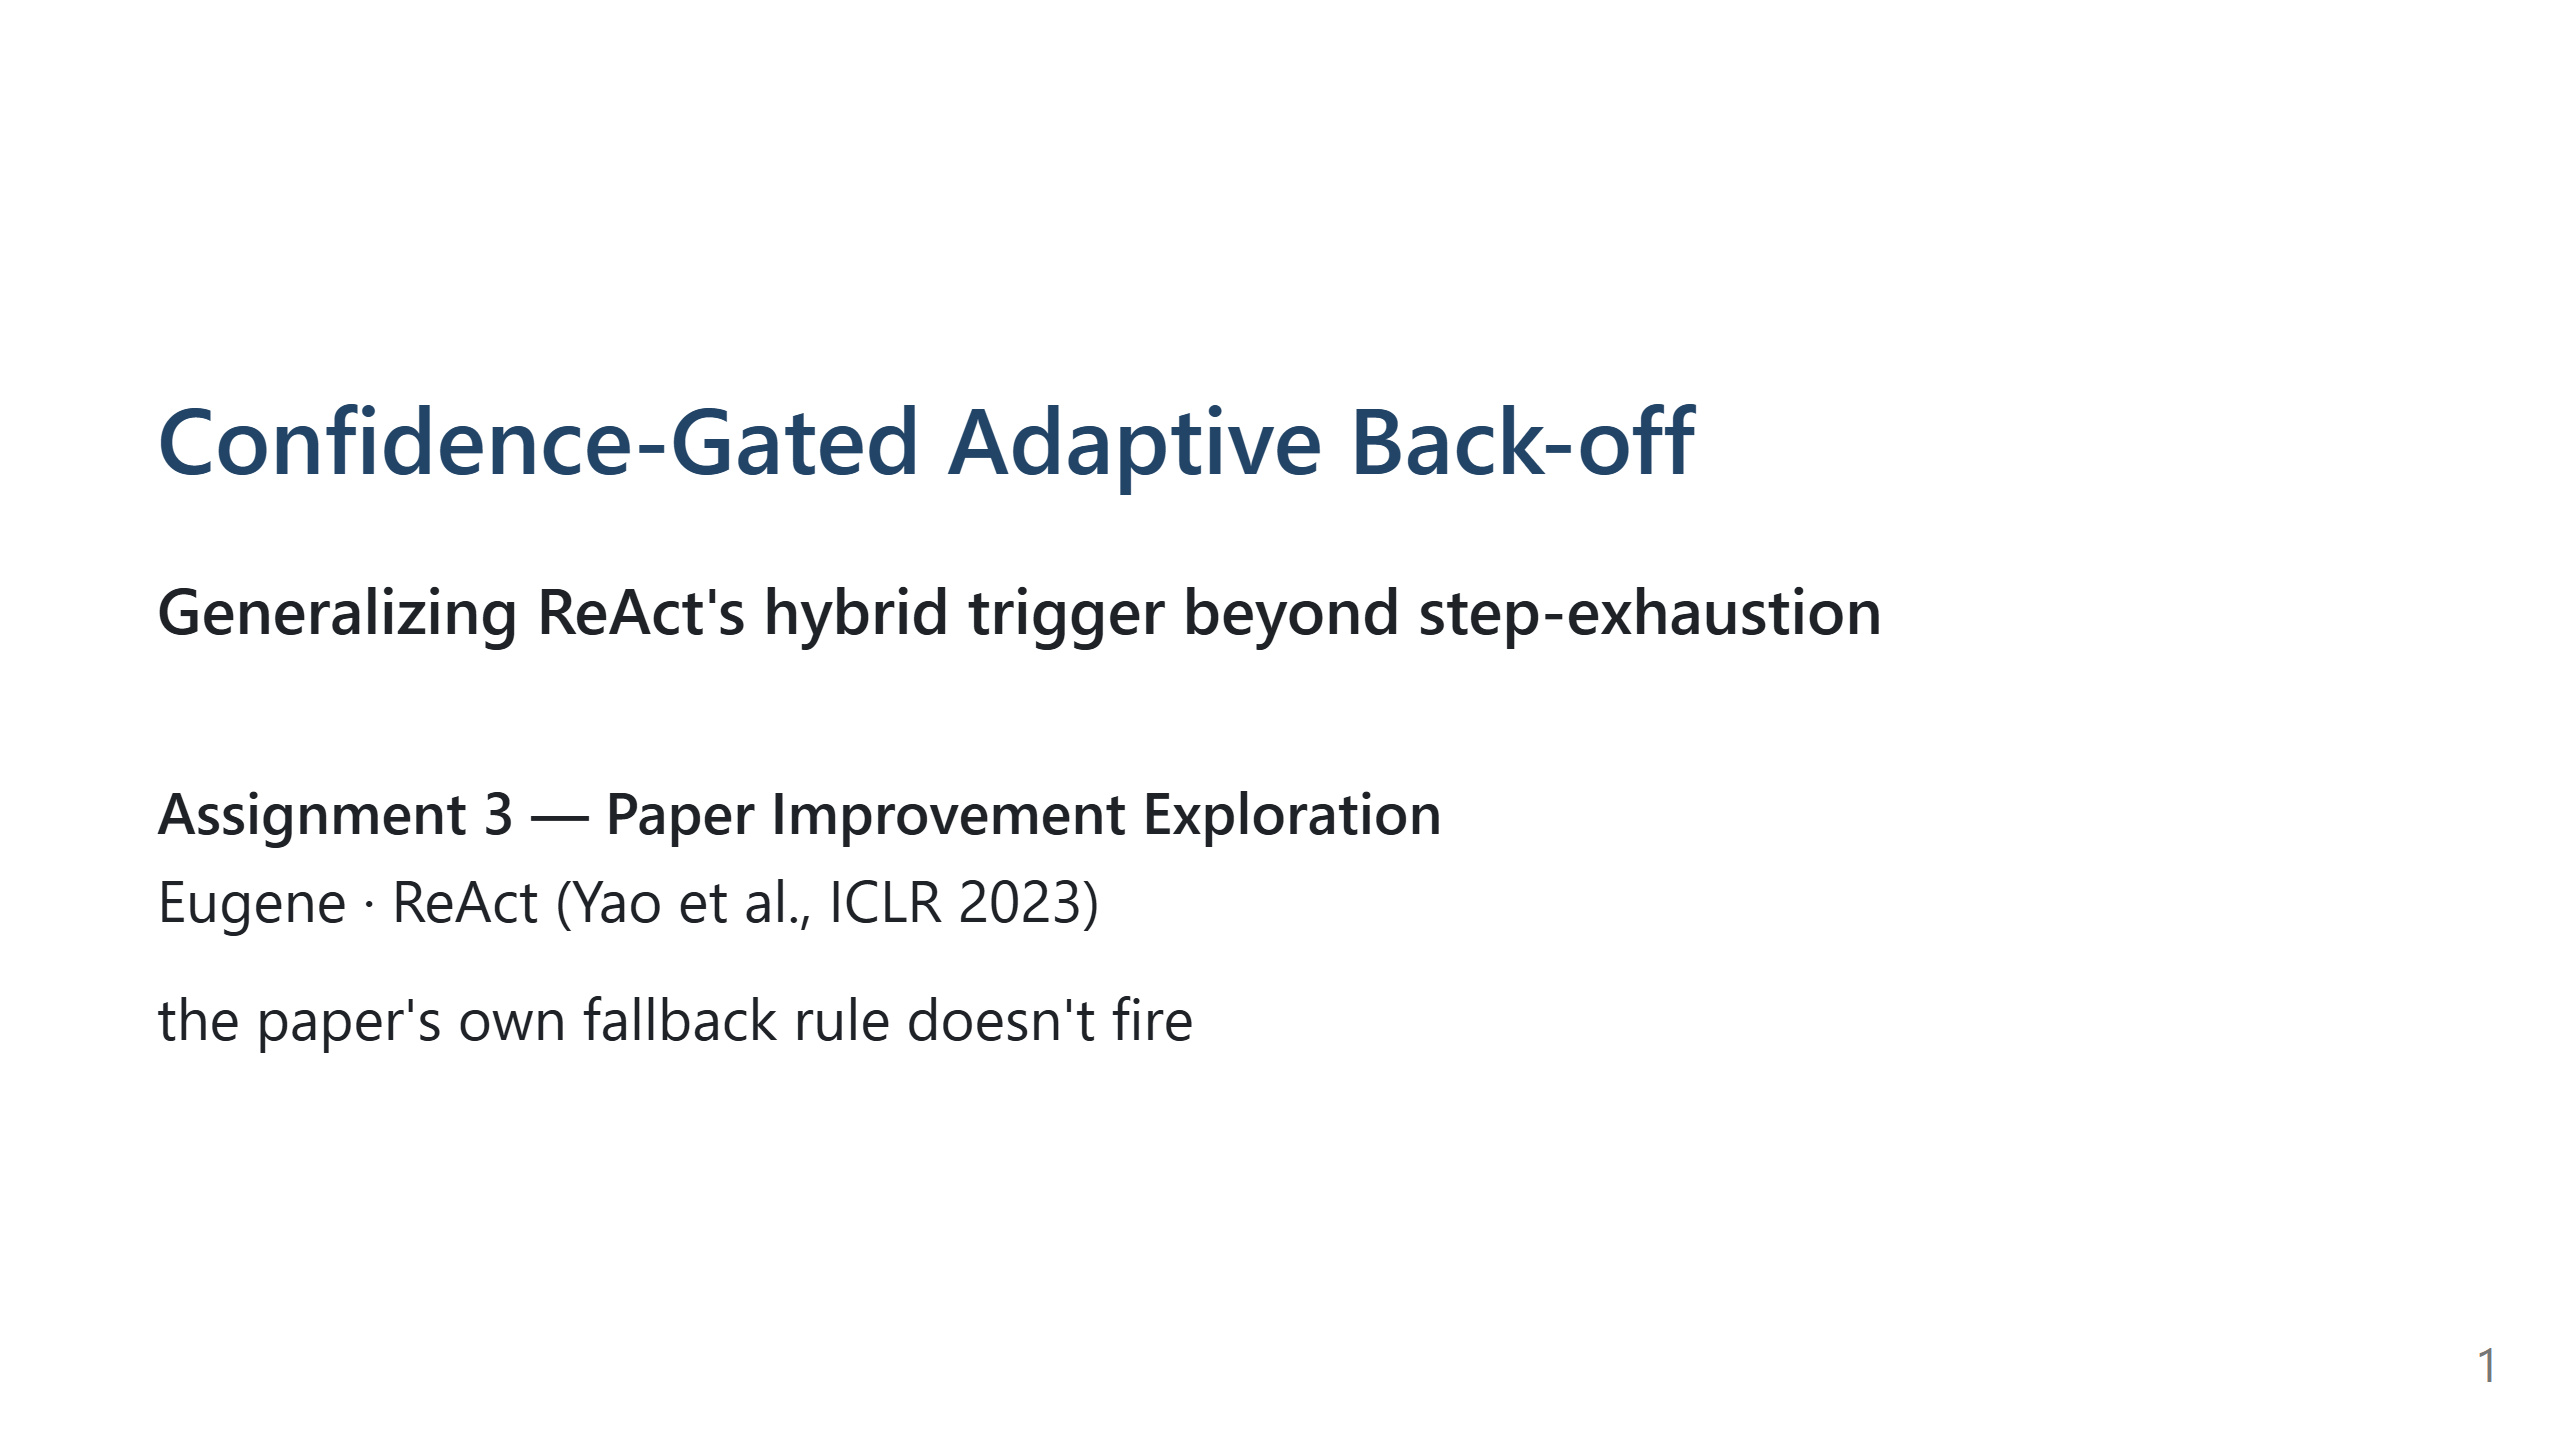 Confidence-Gated Adaptive Back-off
Generalizing ReAct's hybrid trigger beyond step-exhaustion
Assignment 3 — Paper Improvement Exploration
Eugene · ReAct (Yao et al., ICLR 2023)
the paper's own fallback rule doesn't fire
1